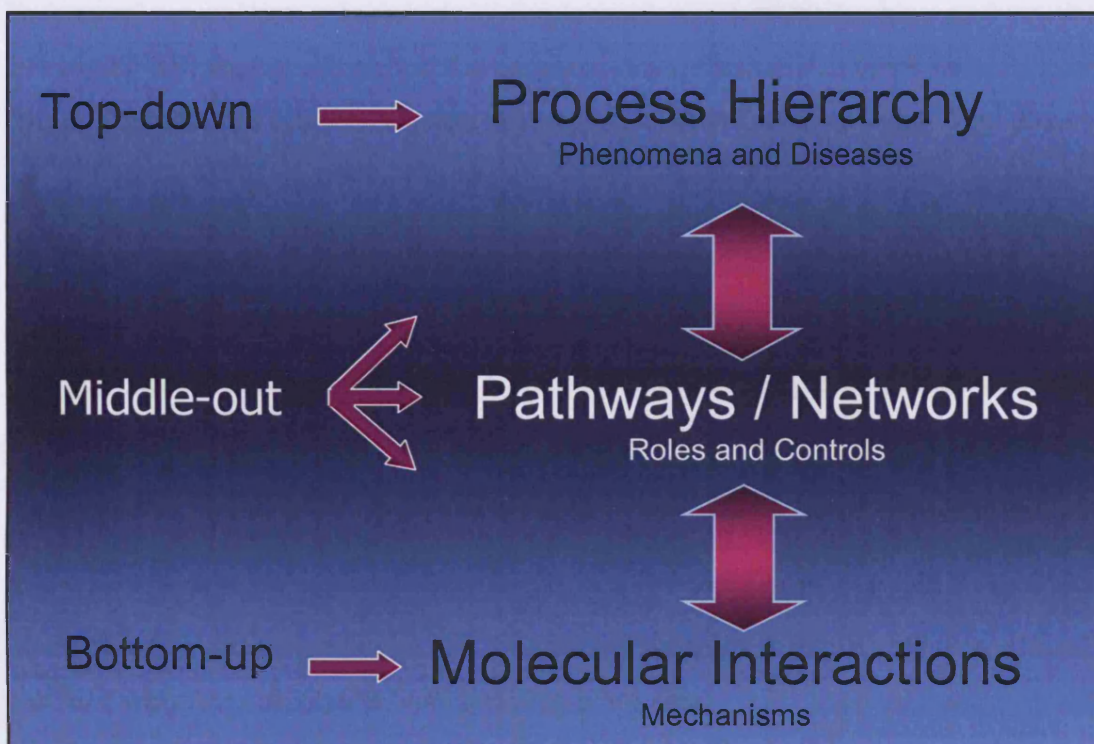 Top-down
Process Hierarchy
Phenomena and Diseases
Middle-out
Pathways / Networks
Roles and Controls
Bottom-up
Molecular Interactions
Mechanisms